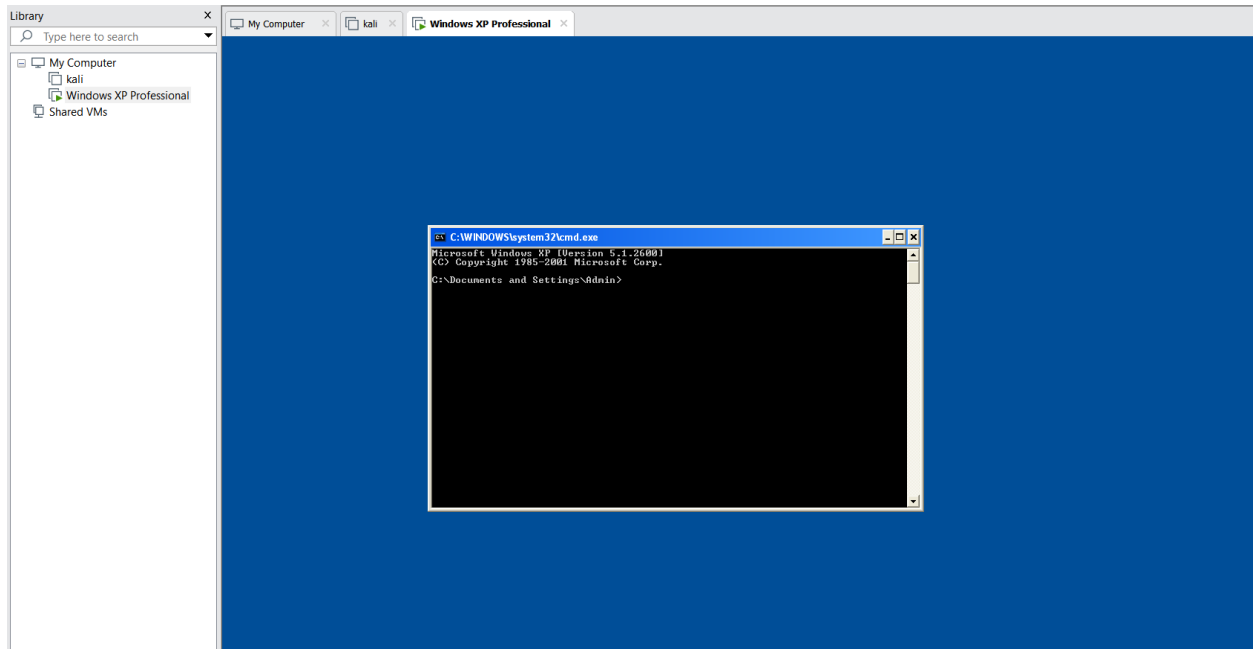 Library X
Type here to search
My Computer
kali
Windows XP Professional
Shared VMs
My Computer × kali × Windows XP Professional ×
C:\WINDOWS\system32\cmd.exe
Microsoft Windows XP [Version 5.1.2600]
(C) Copyright 1985-2001 Microsoft Corp.
C:\Documents and Settings\Admin>